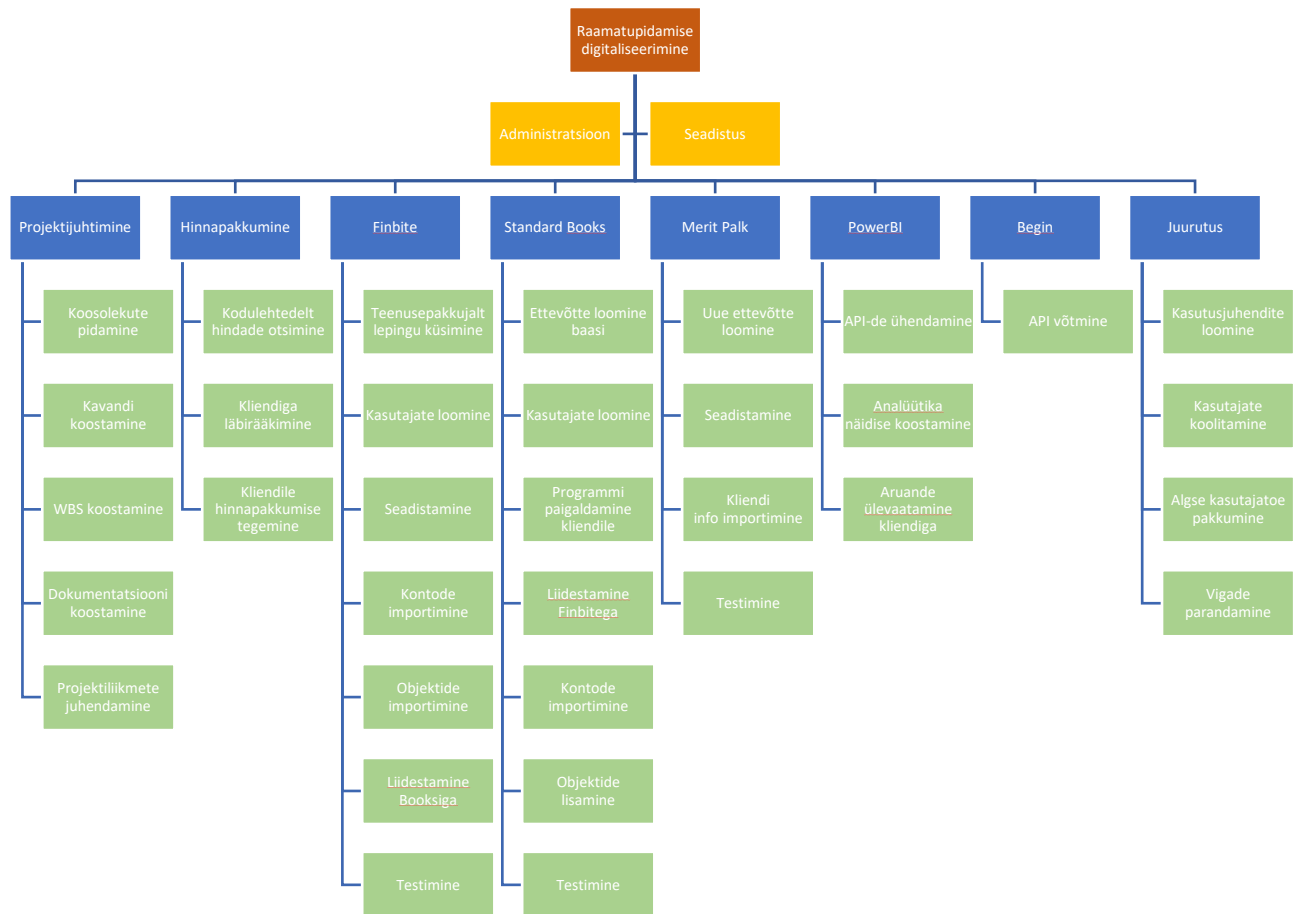 Raamatupidamise
digitaliseerimine
Administratsioon
Seadistus
Projektijuhtimine
Hinnapakkumine
Finbite
Standard Books
Merit Palk
PowerBI
Begin
Juurutus
Koosolekute
pidamine
Kavandi
koostamine
WBS koostamine
Dokumentatsiooni
koostamine
Projektiliikmete
juhendamine
Kodulehtedelt
hindade otsimine
Kliendiga
läbirääkimine
Kliendile
hinnapakkumise
tegemine
Teenusepakkujalt
lepingu küsimine
Kasutajate loomine
Seadistamine
Kontode
importimine
Objektide
importimine
Liidestamine
Booksiga
Testimine
Ettevõtte loomine
baasi
Kasutajate loomine
Programmi
paigaldamine
kliendile
Liidestamine
Finbitega
Kontode
importimine
Objektide
lisamine
Testimine
Uue ettevõtte
loomine
Seadistamine
Kliendi
info importimine
Testimine
API-de ühendamine
Analüütika
näidise koostamine
Aruande
ülevaatamine
kliendiga
API võtmine
Kasutusjuhendite
loomine
Kasutajate
koolitamine
Algse kasutajatoe
pakkumine
Vigade
parandamine